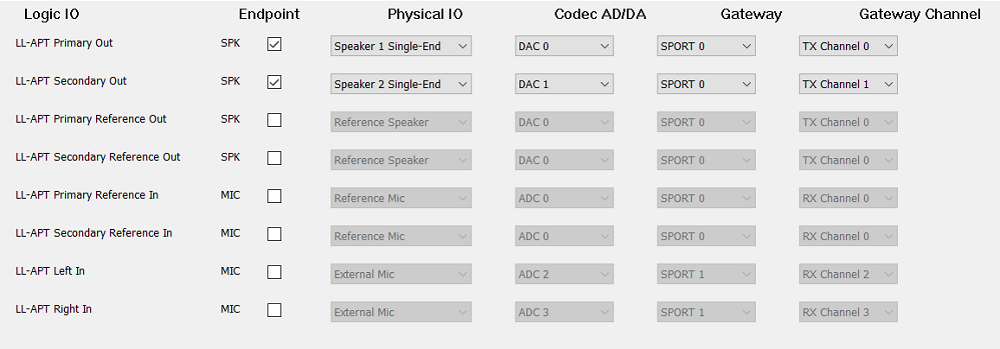 Logic IO Endpoint Physical IO Codec AD/DA Gateway Gateway Channel
LL-APT Primary Out SPK Speaker 1 Single-End DAC 0 SPORT 0 TX Channel 0
LL-APT Secondary Out SPK Speaker 2 Single-End DAC 1 SPORT 0 TX Channel 1
LL-APT Primary Reference Out SPK Reference Speaker DAC 0 SPORT 0 TX Channel 0
LL-APT Secondary Reference Out SPK Reference Speaker DAC 0 SPORT 0 TX Channel 0
LL-APT Primary Reference In MIC Reference Mic ADC 0 SPORT 0 RX Channel 0
LL-APT Secondary Reference In MIC Reference Mic ADC 0 SPORT 0 RX Channel 0
LL-APT Left In MIC External Mic ADC 2 SPORT 1 RX Channel 2
LL-APT Right In MIC External Mic ADC 3 SPORT 1 RX Channel 3